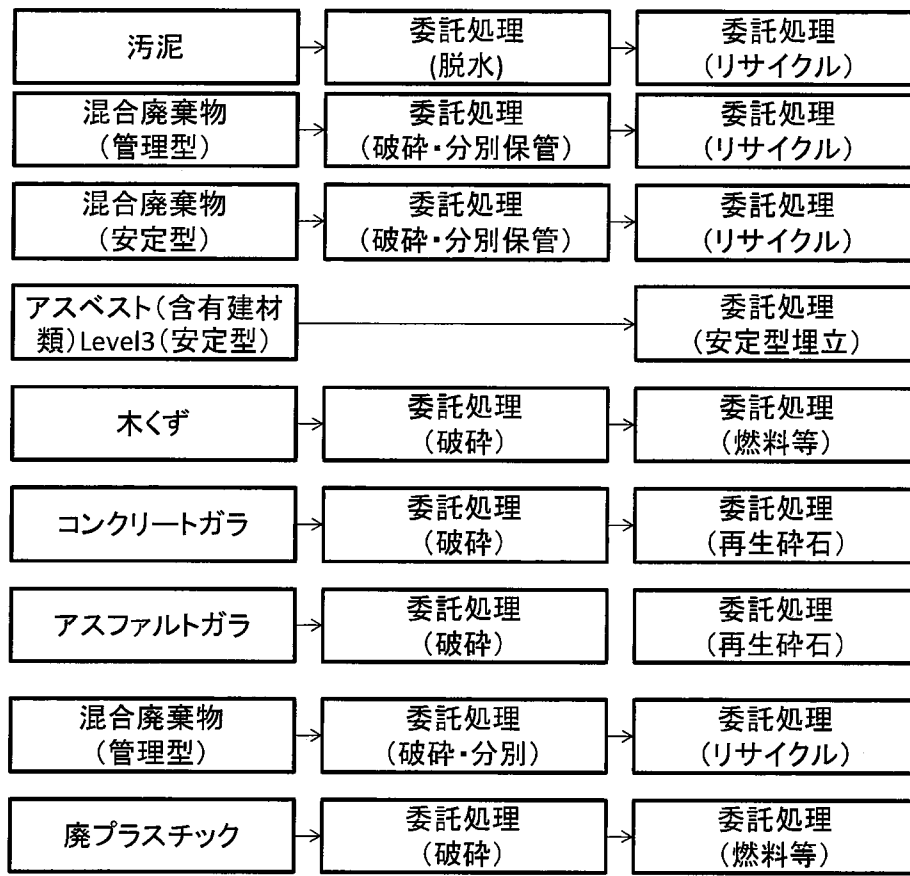 汚泥
委託処理
(脱水)
委託処理
(リサイクル)
混合廃棄物
(管理型)
委託処理
(破砕・分別保管)
委託処理
(リサイクル)
混合廃棄物
(安定型)
委託処理
(破砕・分別保管)
委託処理
(リサイクル)
アスベスト(含有建材
類)Level3(安定型)
委託処理
(安定型埋立)
木くず
委託処理
(破砕)
委託処理
(燃料等)
コンクリートガラ
委託処理
(破砕)
委託処理
(再生砕石)
アスファルトガラ
委託処理
(破砕)
委託処理
(再生砕石)
混合廃棄物
(管理型)
委託処理
(破砕・分別)
委託処理
(リサイクル)
廃プラスチック
委託処理
(破砕)
委託処理
(燃料等)